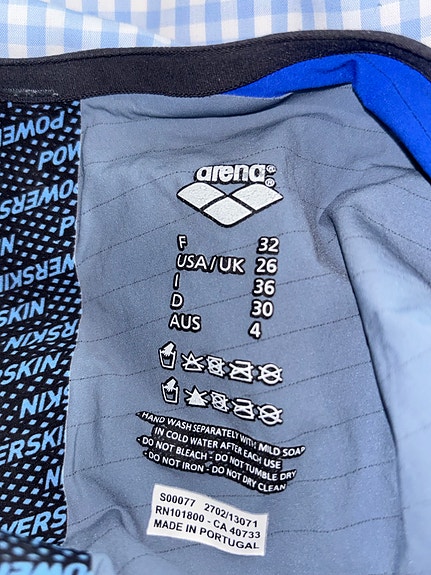 arena®
F 32
USA/UK 26
I 36
D 30
AUS 4
HAND WASH SEPARATELY WITH MILD SOAP
IN COLD WATER AFTER EACH USE
DO NOT BLEACH - DO NOT TUMBLE DRY
DO NOT IRON - DO NOT DRY CLEAN
S00077 2702/13071
RN101800 - CA 40733
MADE IN PORTUGAL
POWERSKIN
POWERSKIN
POWERSKIN